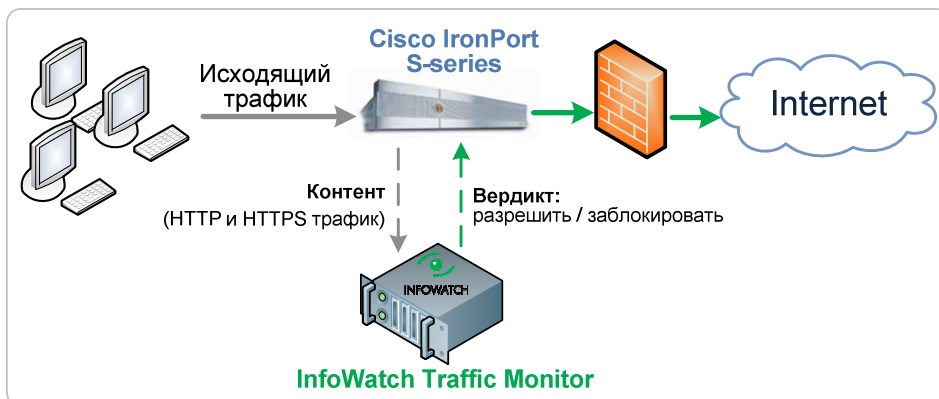 Cisco IronPort
S-series
Исходящий
трафик
Internet
Контент
(HTTP и HTTPS трафик)
Вердикт:
разрешить / заблокировать
INFOWATCH
InfoWatch Traffic Monitor